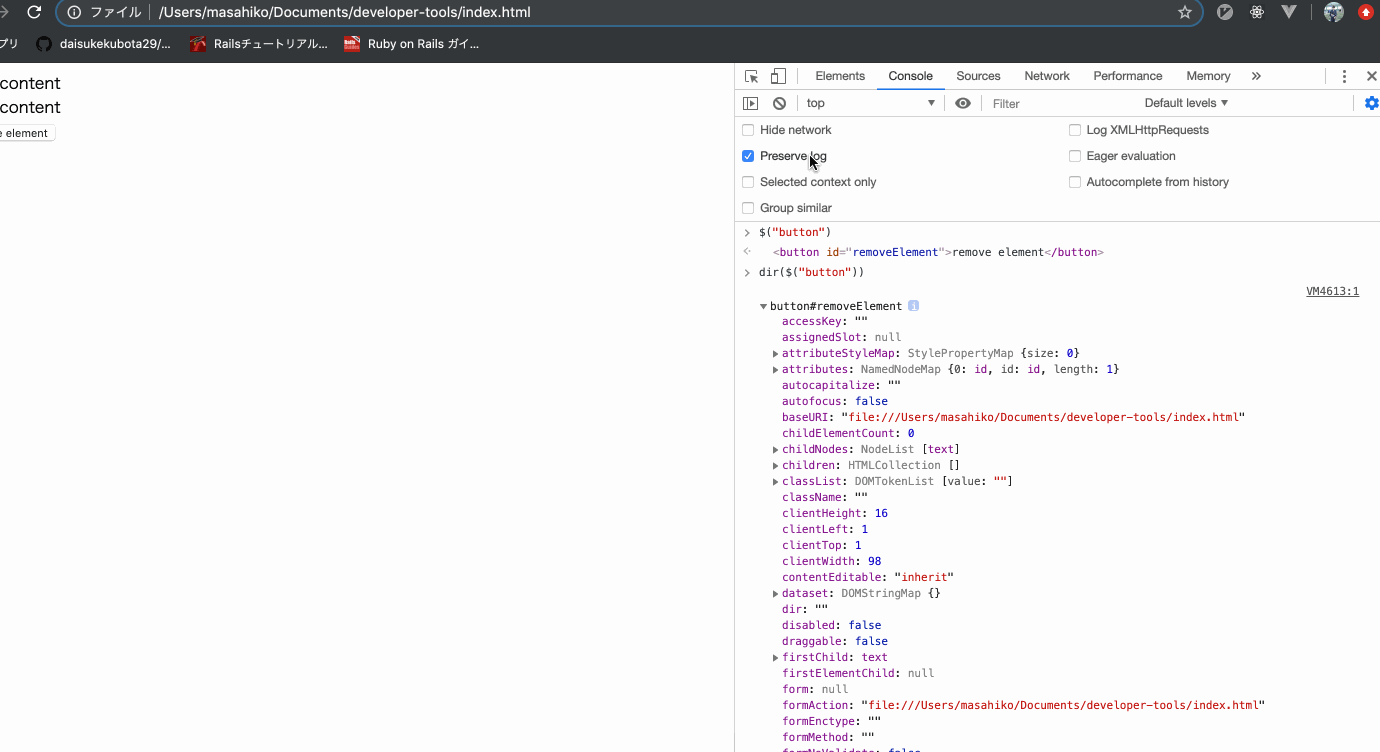 ファイル /Users/masahiko/Documents/developer-tools/index.html
プリ daisukekubota29/... Railsチュートリアル... Ruby on Rails ガイ...
content
content
e element
Elements Console Sources Network Performance Memory »
top Filter Default levels ▼
Hide network Log XMLHttpRequests
Preserve log Eager evaluation
Selected context only Autocomplete from history
Group similar
> $("button")
<button id="removeElement">remove element</button>
> dir($("button"))
VM4613:1
button#removeElement i
accessKey: ""
assignedSlot: null
attributeStyleMap: StylePropertyMap {size: 0}
attributes: NamedNodeMap {0: id, id: id, length: 1}
autocapitalize: ""
autofocus: false
baseURI: "file:///Users/masahiko/Documents/developer-tools/index.html"
childElementCount: 0
childNodes: NodeList [text]
children: HTMLCollection []
classList: DOMTokenList [value: ""]
className: ""
clientHeight: 16
clientLeft: 1
clientTop: 1
clientWidth: 98
contentEditable: "inherit"
dataset: DOMStringMap {}
dir: ""
disabled: false
draggable: false
firstChild: text
firstElementChild: null
form: null
formAction: "file:///Users/masahiko/Documents/developer-tools/index.html"
formEnctype: ""
formMethod: ""
formNoValidate: false